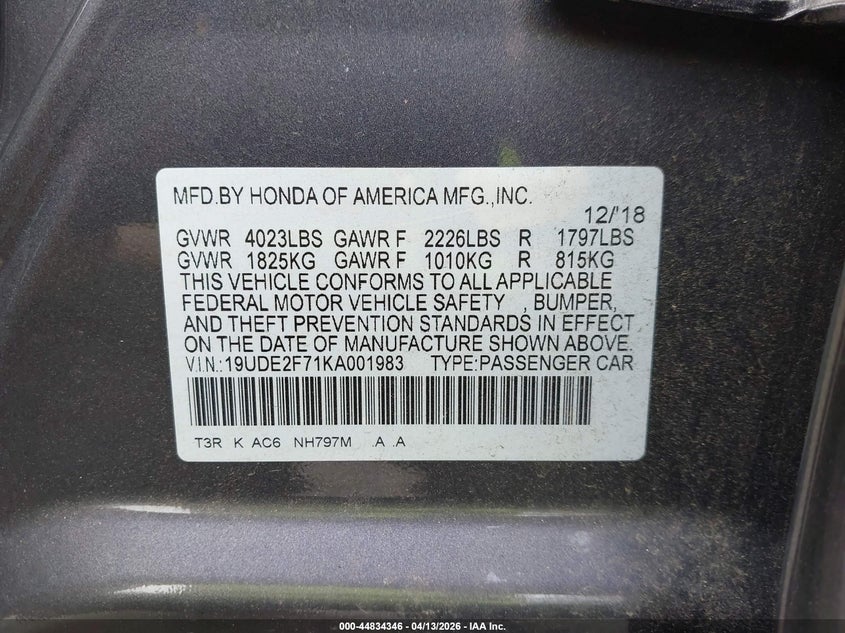 MFD.BY HONDA OF AMERICA MFG.,INC.
12/'18
GVWR 4023LBS GAWR F 2226LBS R 1797LBS
GVWR 1825KG GAWR F 1010KG R 815KG
THIS VEHICLE CONFORMS TO ALL APPLICABLE
FEDERAL MOTOR VEHICLE SAFETY , BUMPER,
AND THEFT PREVENTION STANDARDS IN EFFECT
ON THE DATE OF MANUFACTURE SHOWN ABOVE.
V.I.N.:19UDE2F71KA001983 TYPE:PASSENGER CAR
T3R K AC6 NH797M .A .A
000-44834346 - 04/13/2026 - IAA Inc.